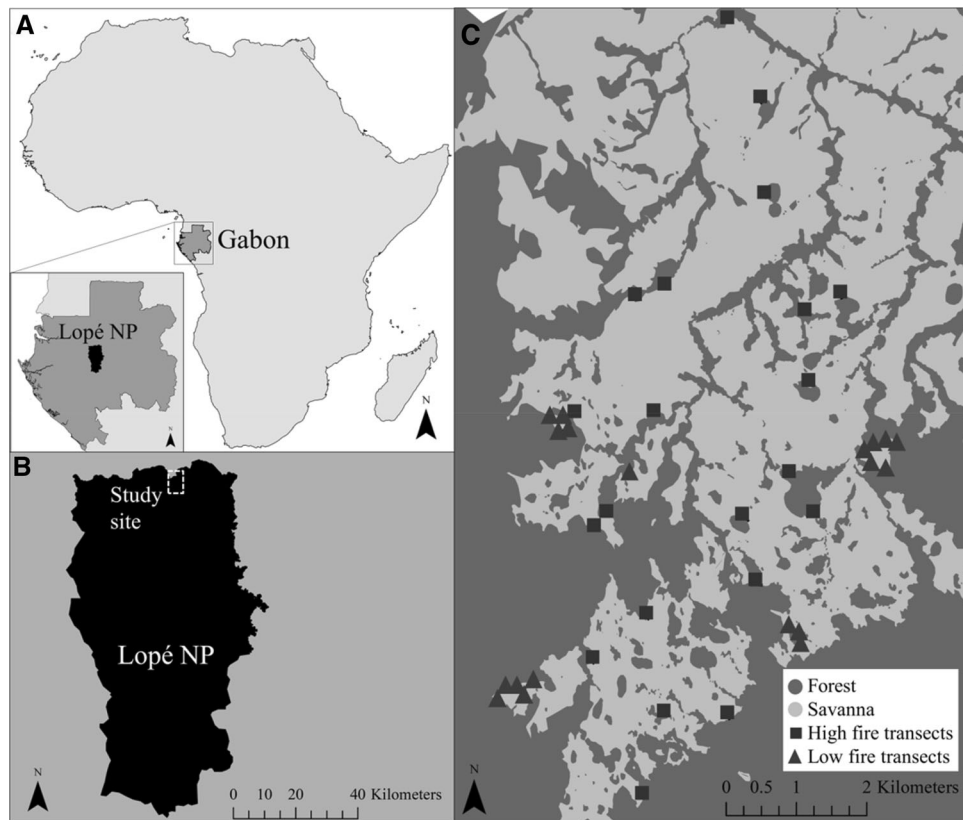 A
Gabon
Lopé NP
N
N
B
Study
site
Lopé NP
N
0 10 20 40 Kilometers
C
Forest
Savanna
High fire transects
Low fire transects
N
0 0.5 1 2 Kilometers